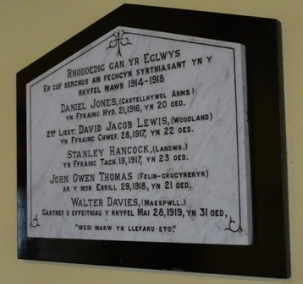 Rhoddedig gan yr Eglwys
Er cof serchus am fechgyn syrthiasant yn y
Rhyfel Mawr 1914-1918
Daniel Jones, (Castellhywel Arms)
yn Ffrainc Hyd. 21, 1916, yn 20 oed.
2nd Lieut. David Jacob Lewis, (Woodland)
yn Ffrainc Chwef. 28, 1917, yn 22 oed.
Stanley Hancock, (Landwr.)
yn Ffrainc Tach. 19, 1917, yn 23 oed.
John Owen Thomas (Felin-Crugyreryr)
ar y mor Ebrill 29, 1918, yn 21 oed.
Walter Davies, (Maespwll.)
Gartref o effeithiau y rhyfel Mai 28, 1919, yn 31 oed,
"Wedi marw yn llefaru eto."